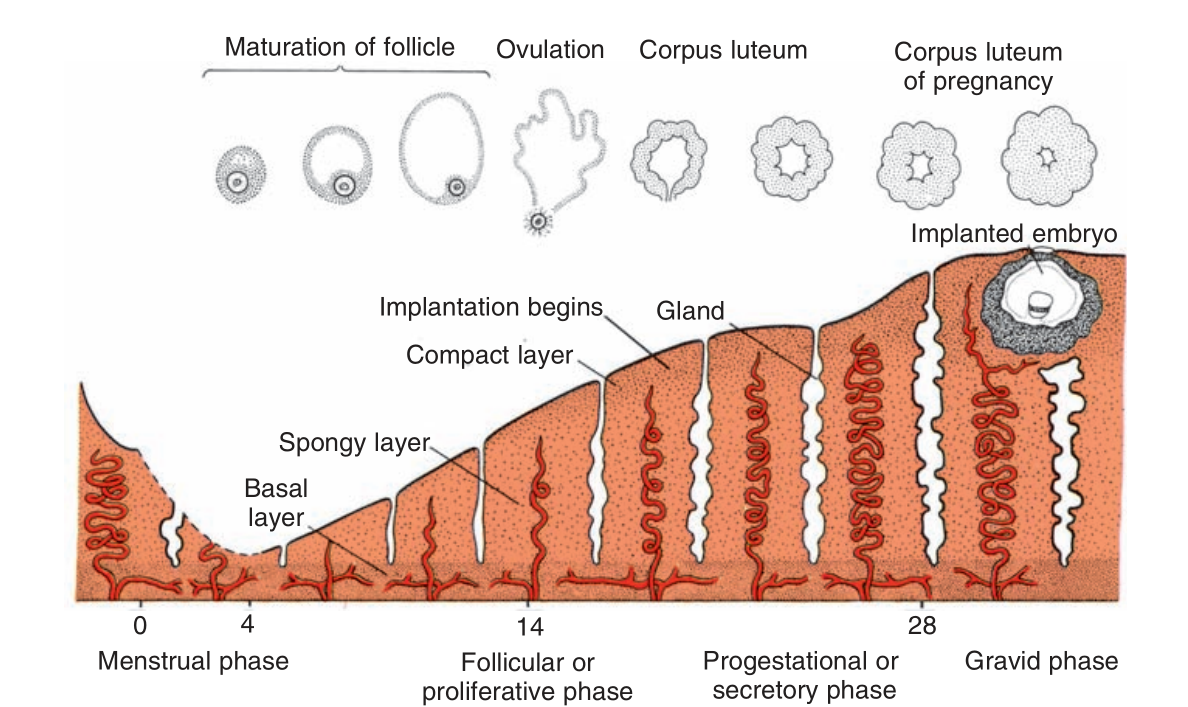 Maturation of follicle
Ovulation
Corpus luteum
Corpus luteum
of pregnancy
Implanted embryo
Implantation begins
Gland
Compact layer
Spongy layer
Basal
layer
0
4
14
28
Menstrual phase
Follicular or
proliferative phase
Progestational or
secretory phase
Gravid phase